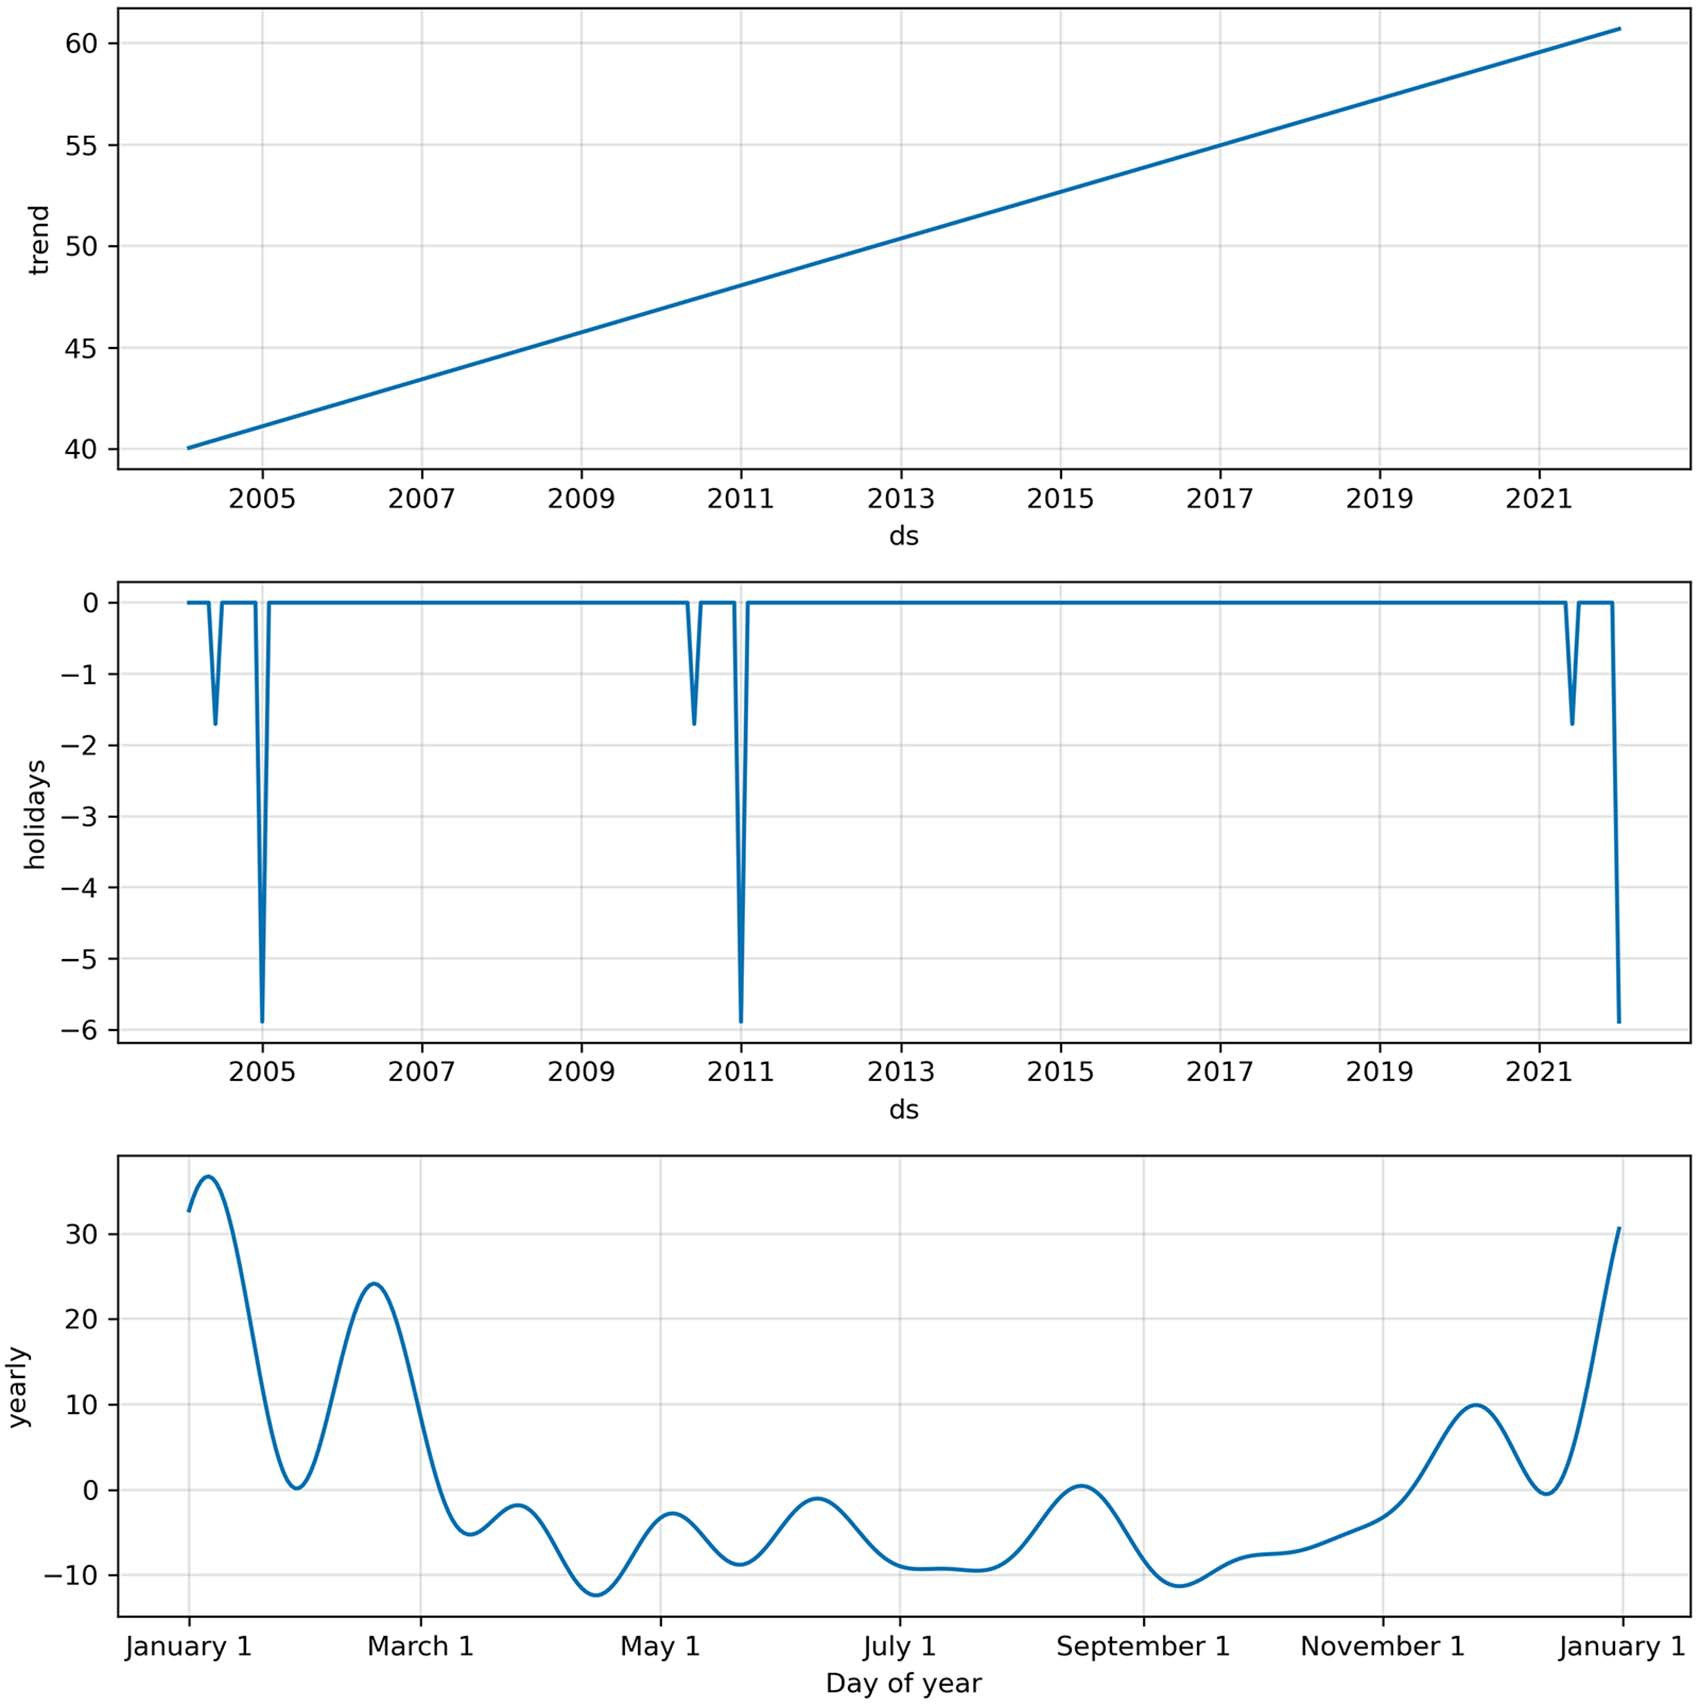 60
55
50
45
40
trend
2005 2007 2009 2011 2013 2015 2017 2019 2021
ds
0
−1
−2
−3
−4
−5
−6
holidays
2005 2007 2009 2011 2013 2015 2017 2019 2021
ds
30
20
10
0
−10
yearly
January 1 March 1 May 1 July 1 September 1 November 1 January 1
Day of year